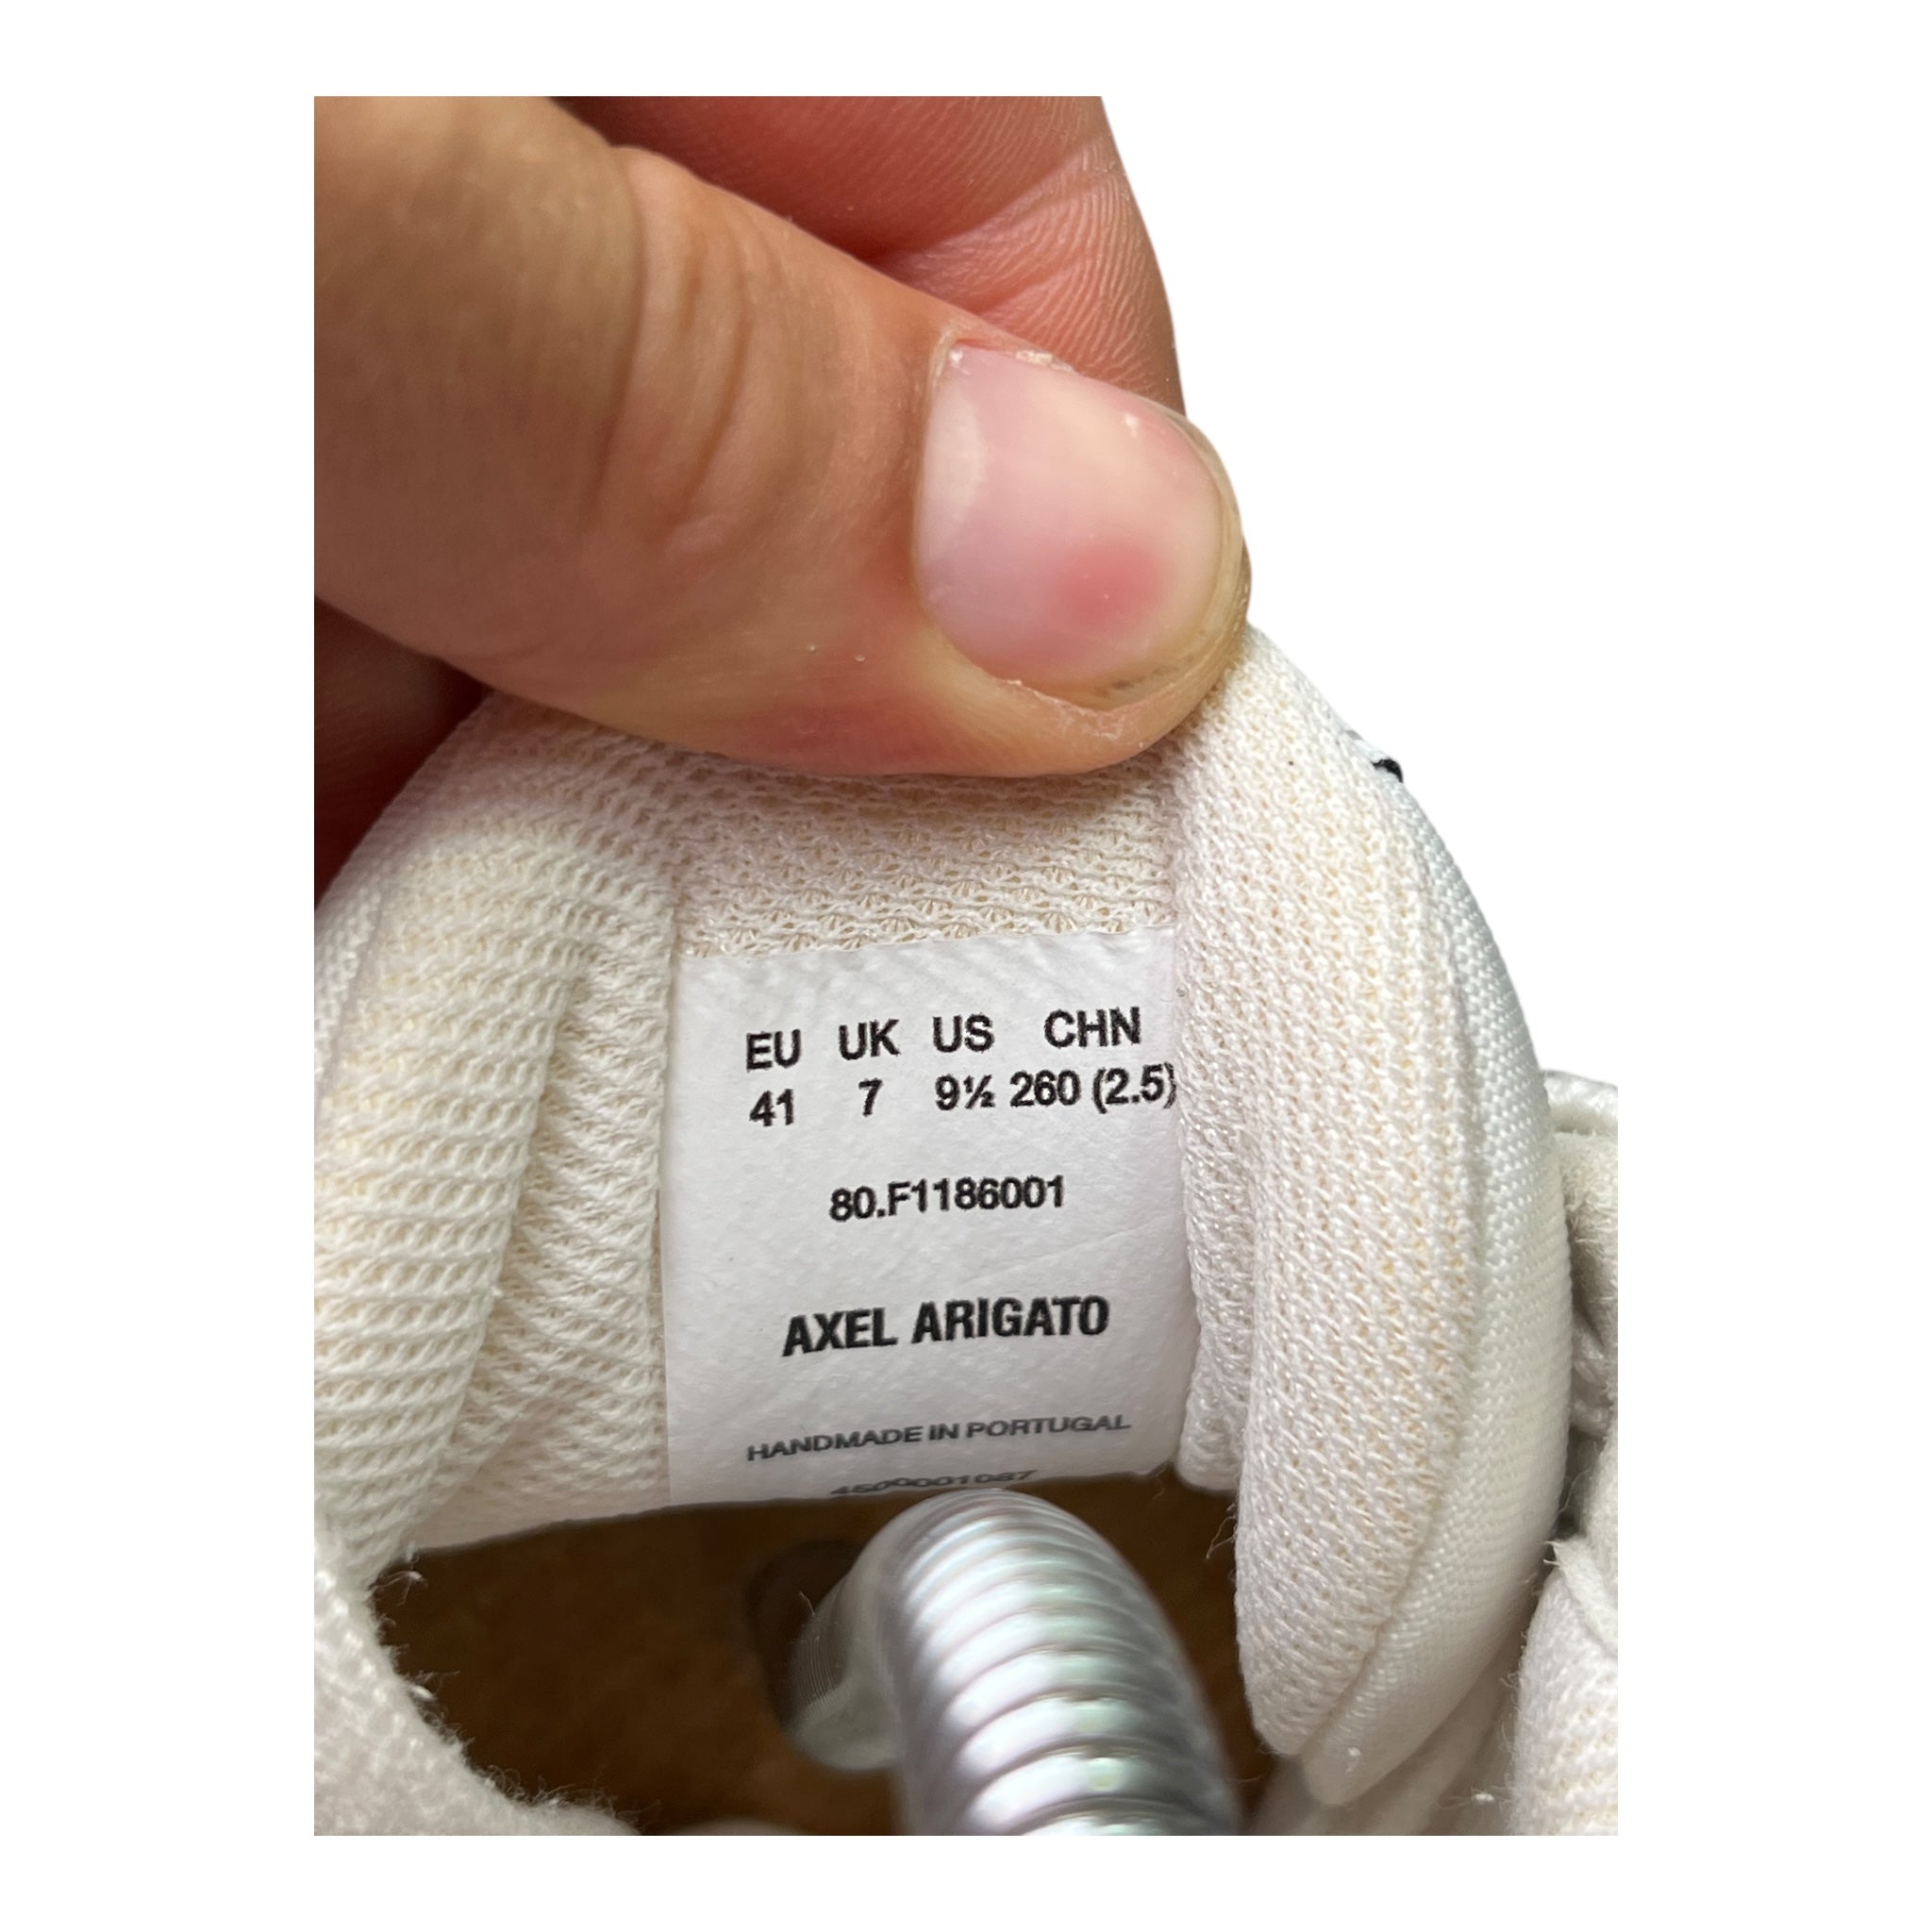 EU UK US CHN
41 7 9½ 260 (2.5)
80.F1186001
AXEL ARIGATO
HANDMADE IN PORTUGAL